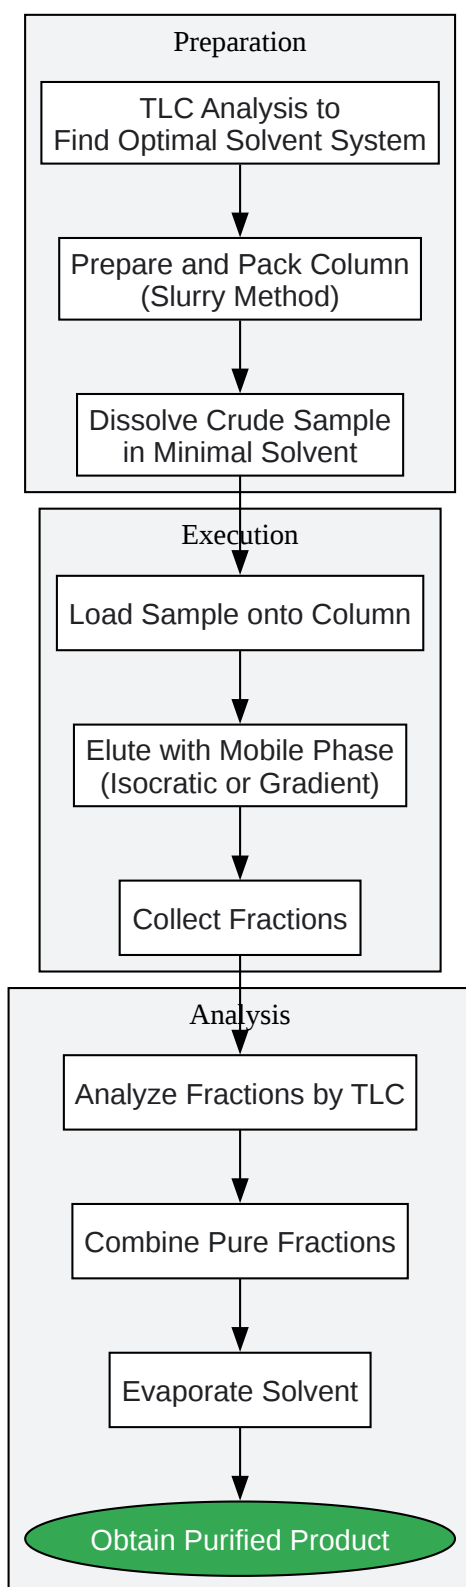 Preparation
TLC Analysis to
Find Optimal Solvent System
Prepare and Pack Column
(Slurry Method)
Dissolve Crude Sample
in Minimal Solvent
Execution
Load Sample onto Column
Elute with Mobile Phase
(Isocratic or Gradient)
Collect Fractions
Analysis
Analyze Fractions by TLC
Combine Pure Fractions
Evaporate Solvent
Obtain Purified Product